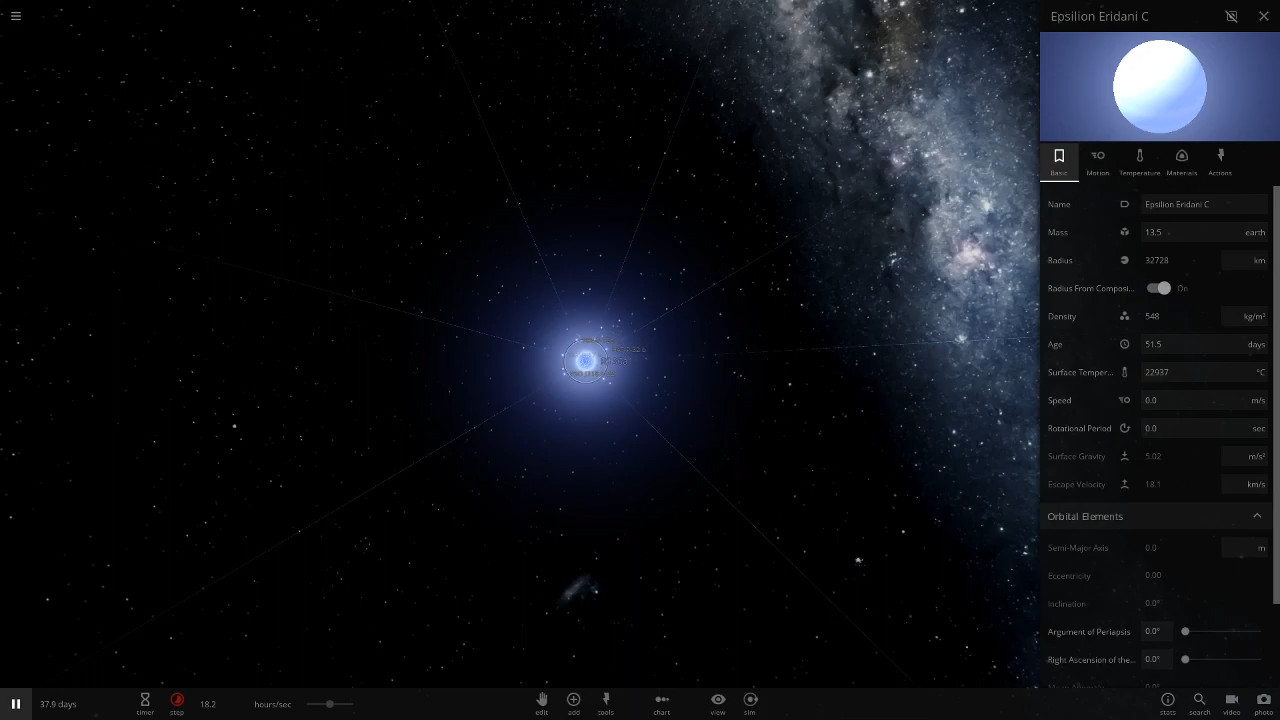 Epsilion Eridani C
Basic Motion Temperature Materials Actions
Name Epsilion Eridani C
Mass 13.5 earth
Radius 32728 km
Radius From Composi... On
Density 548 kg/m³
Age 51.5 days
Surface Temper... 22937 °C
Speed 0.0 m/s
Rotational Period 0.0 sec
Surface Gravity 5.02 m/s²
Escape Velocity 18.1 km/s
Orbital Elements
Semi-Major Axis 0.0 m
Eccentricity 0.00
Inclination 0.0°
Argument of Periapsis 0.0°
Right Ascension of the... 0.0°
37.9 days timer step 18.2 hours/sec edit add tools chart view sim stats search video photo